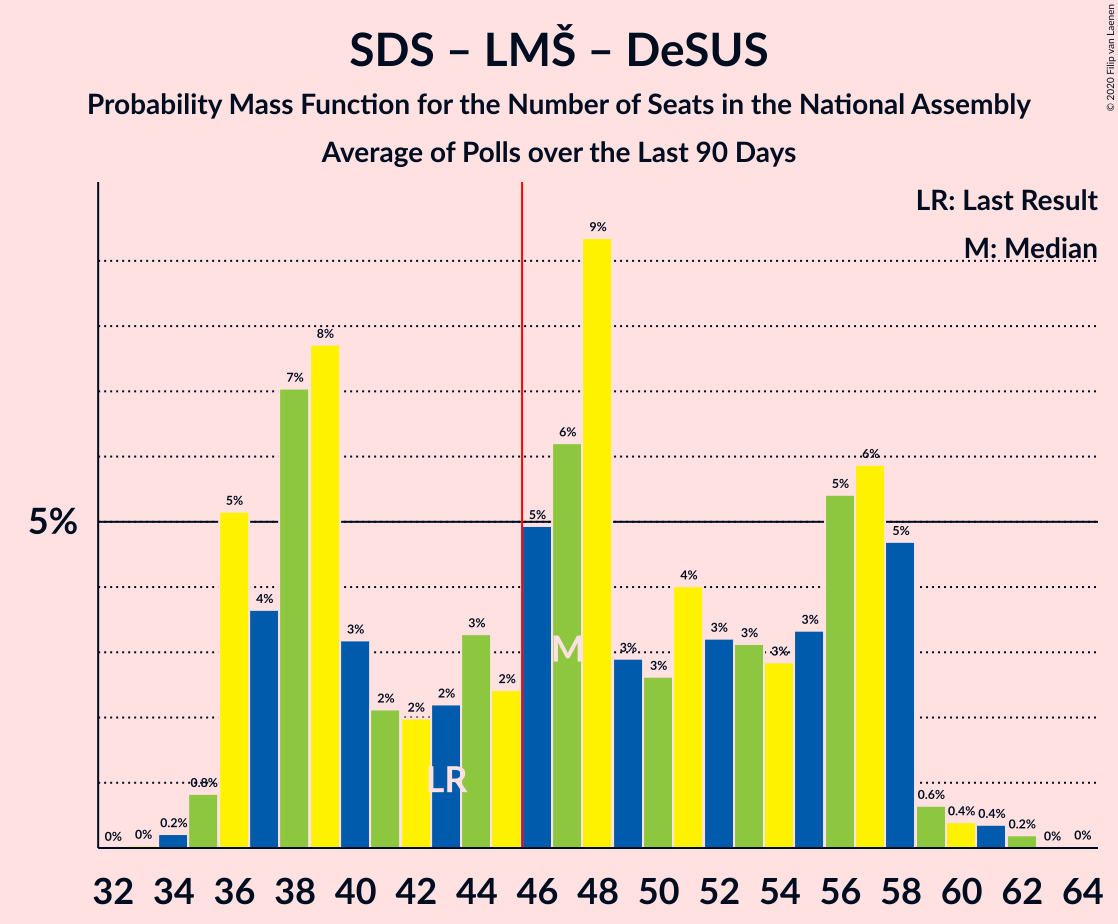 SDS – LMŠ – DeSUS
Probability Mass Function for the Number of Seats in the National Assembly
Average of Polls over the Last 90 Days
© 2020 Filip van Laenen
LR: Last Result
M: Median
5%
0% 0% 0.2% 0.8% 5% 4% 7% 8% 3% 2% 2% 2% 3% 2% 5% 6% 9% 3% 3% 4% 3% 3% 3% 3% 5% 6% 5% 0.6% 0.4% 0.4% 0.2% 0% 0%
M
LR
32 34 36 38 40 42 44 46 48 50 52 54 56 58 60 62 64